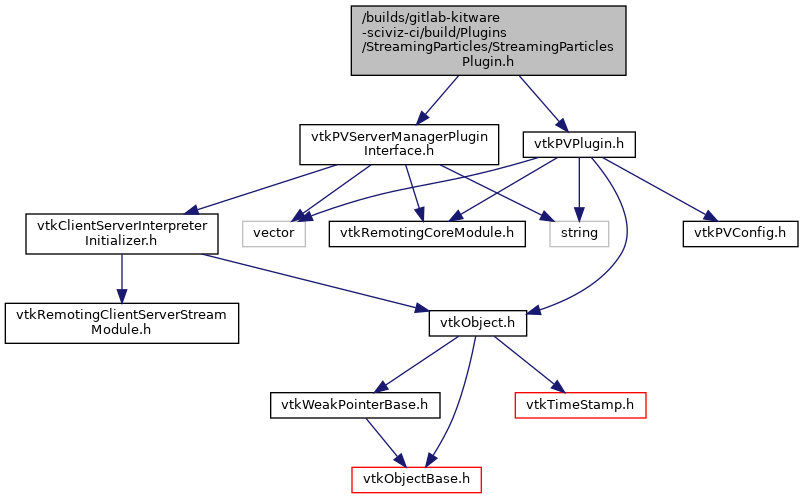 /builds/gitlab-kitware
-sciviz-ci/build/Plugins
/StreamingParticles/StreamingParticles
Plugin.h
vtkPVServerManagerPlugin
Interface.h
vtkPVPlugin.h
vtkClientServerInterpreter
Initializer.h
vector
vtkRemotingCoreModule.h
string
vtkPVConfig.h
vtkRemotingClientServerStream
Module.h
vtkObject.h
vtkWeakPointerBase.h
vtkTimeStamp.h
vtkObjectBase.h